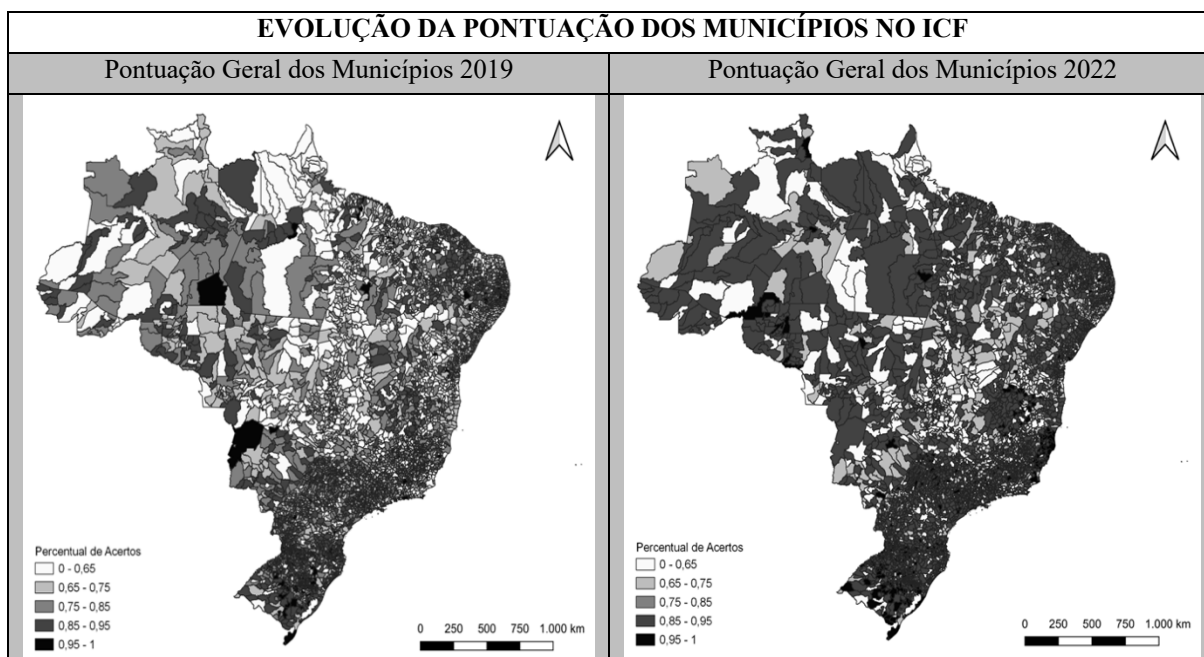 EVOLUÇÃO DA PONTUAÇÃO DOS MUNICÍPIOS NO ICF
Pontuação Geral dos Municípios 2019
Pontuação Geral dos Municípios 2022
Percentual de Acertos
0 - 0,65
0,65 - 0,75
0,75 - 0,85
0,85 - 0,95
0,95 - 1
0 250 500 750 1.000 km
Percentual de Acertos
0 - 0,65
0,65 - 0,75
0,75 - 0,85
0,85 - 0,95
0,95 - 1
0 250 500 750 1.000 km